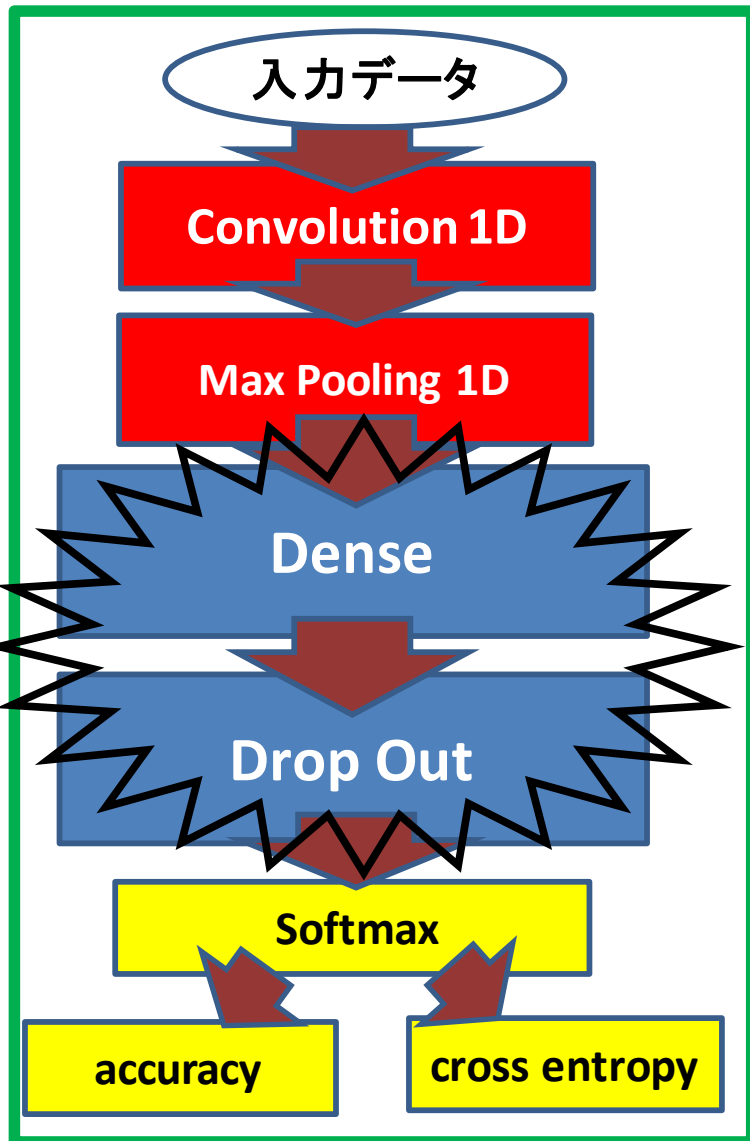 入力データ
Convolution 1D
Max Pooling 1D
Dense
Drop Out
Softmax
accuracy
cross entropy